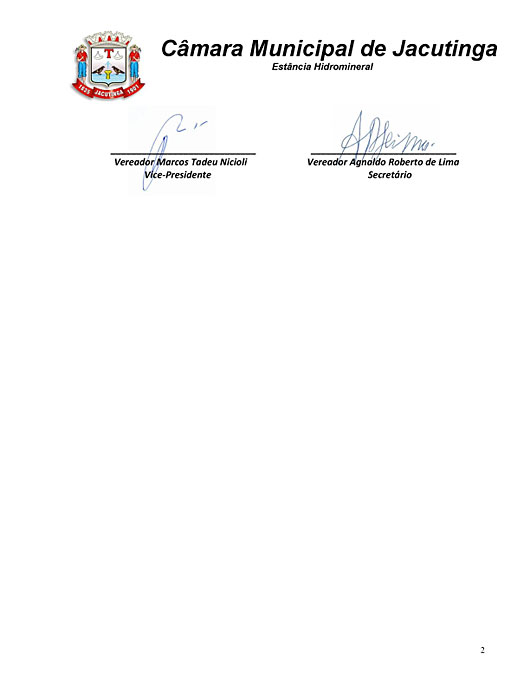 Câmara Municipal de Jacutinga
Estância Hidromineral
1835 JACUTINGA 1901
Vereador Marcos Tadeu Nicioli
Vice-Presidente
Vereador Agnaldo Roberto de Lima
Secretário
2